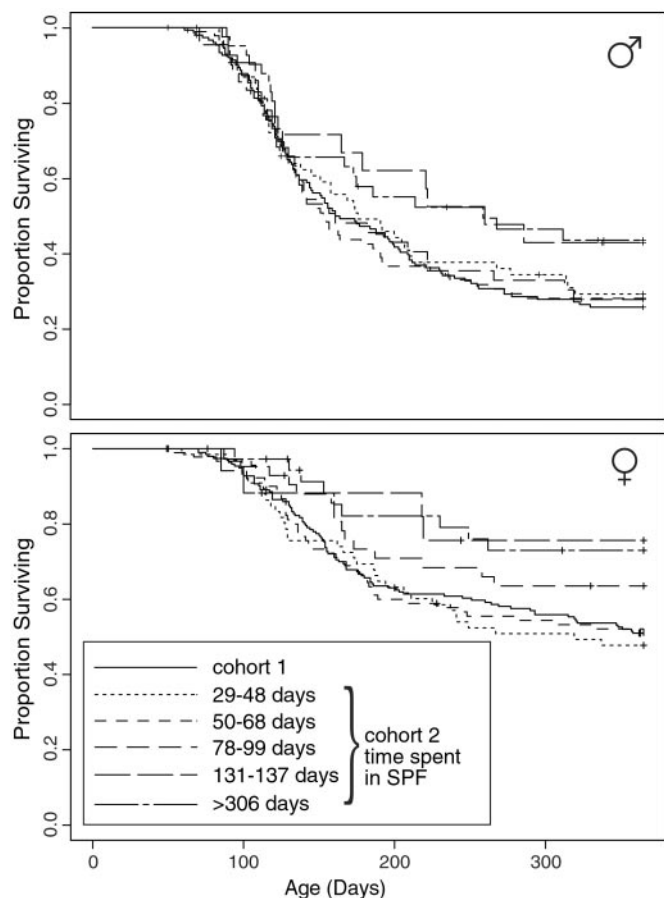 ♂
Proportion Surviving
1.0
0.8
0.6
0.4
0.2
0.0
♀
Proportion Surviving
1.0
0.8
0.6
0.4
0.2
0.0
cohort 1
29-48 days
50-68 days
78-99 days
131-137 days
>306 days
cohort 2
time spent
in SPF
0 100 200 300
Age (Days)